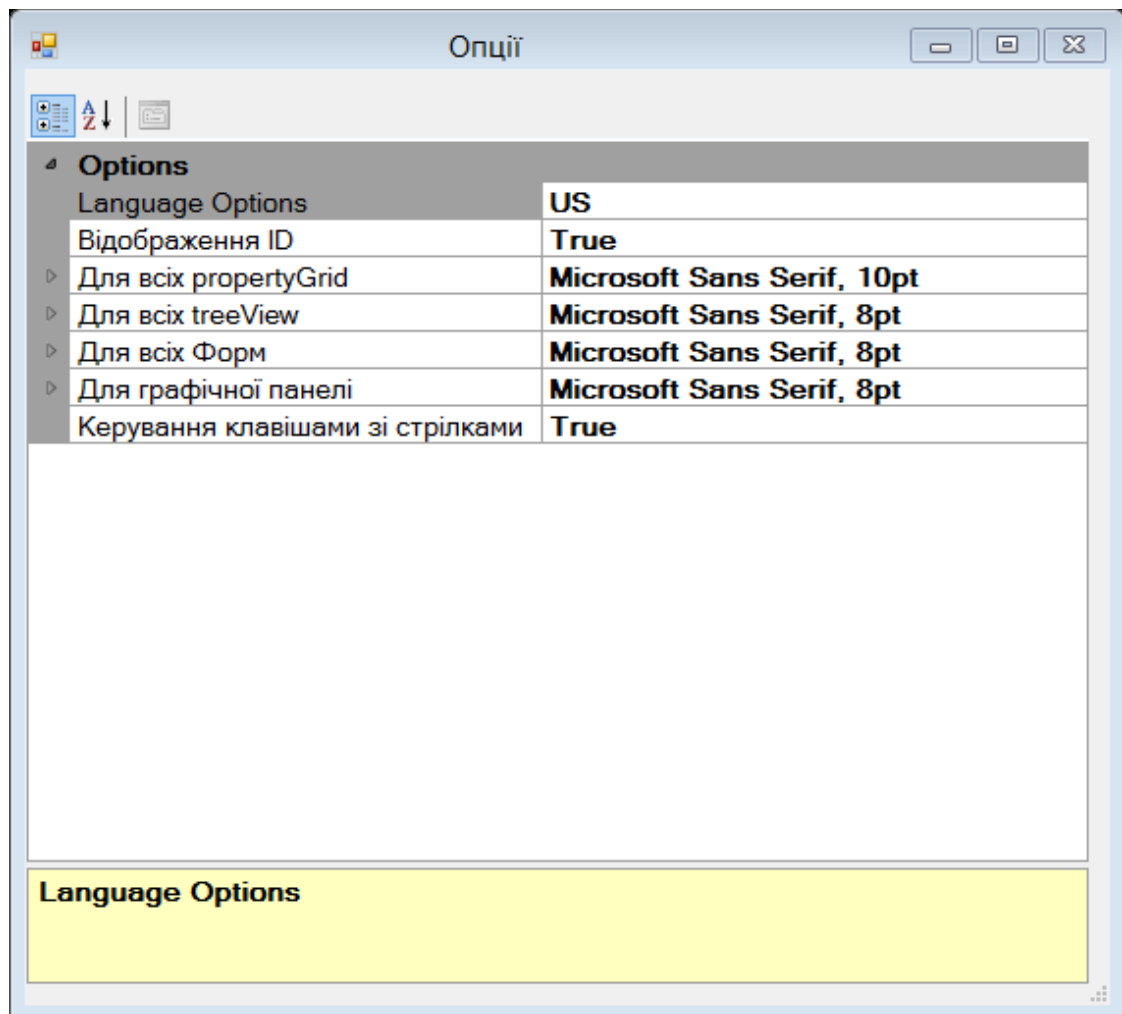 Опції
Options
Language Options US
Відображення ID True
Для всіх propertyGrid Microsoft Sans Serif, 10pt
Для всіх treeView Microsoft Sans Serif, 8pt
Для всіх Форм Microsoft Sans Serif, 8pt
Для графічної панелі Microsoft Sans Serif, 8pt
Керування клавішами зі стрілками True
Language Options